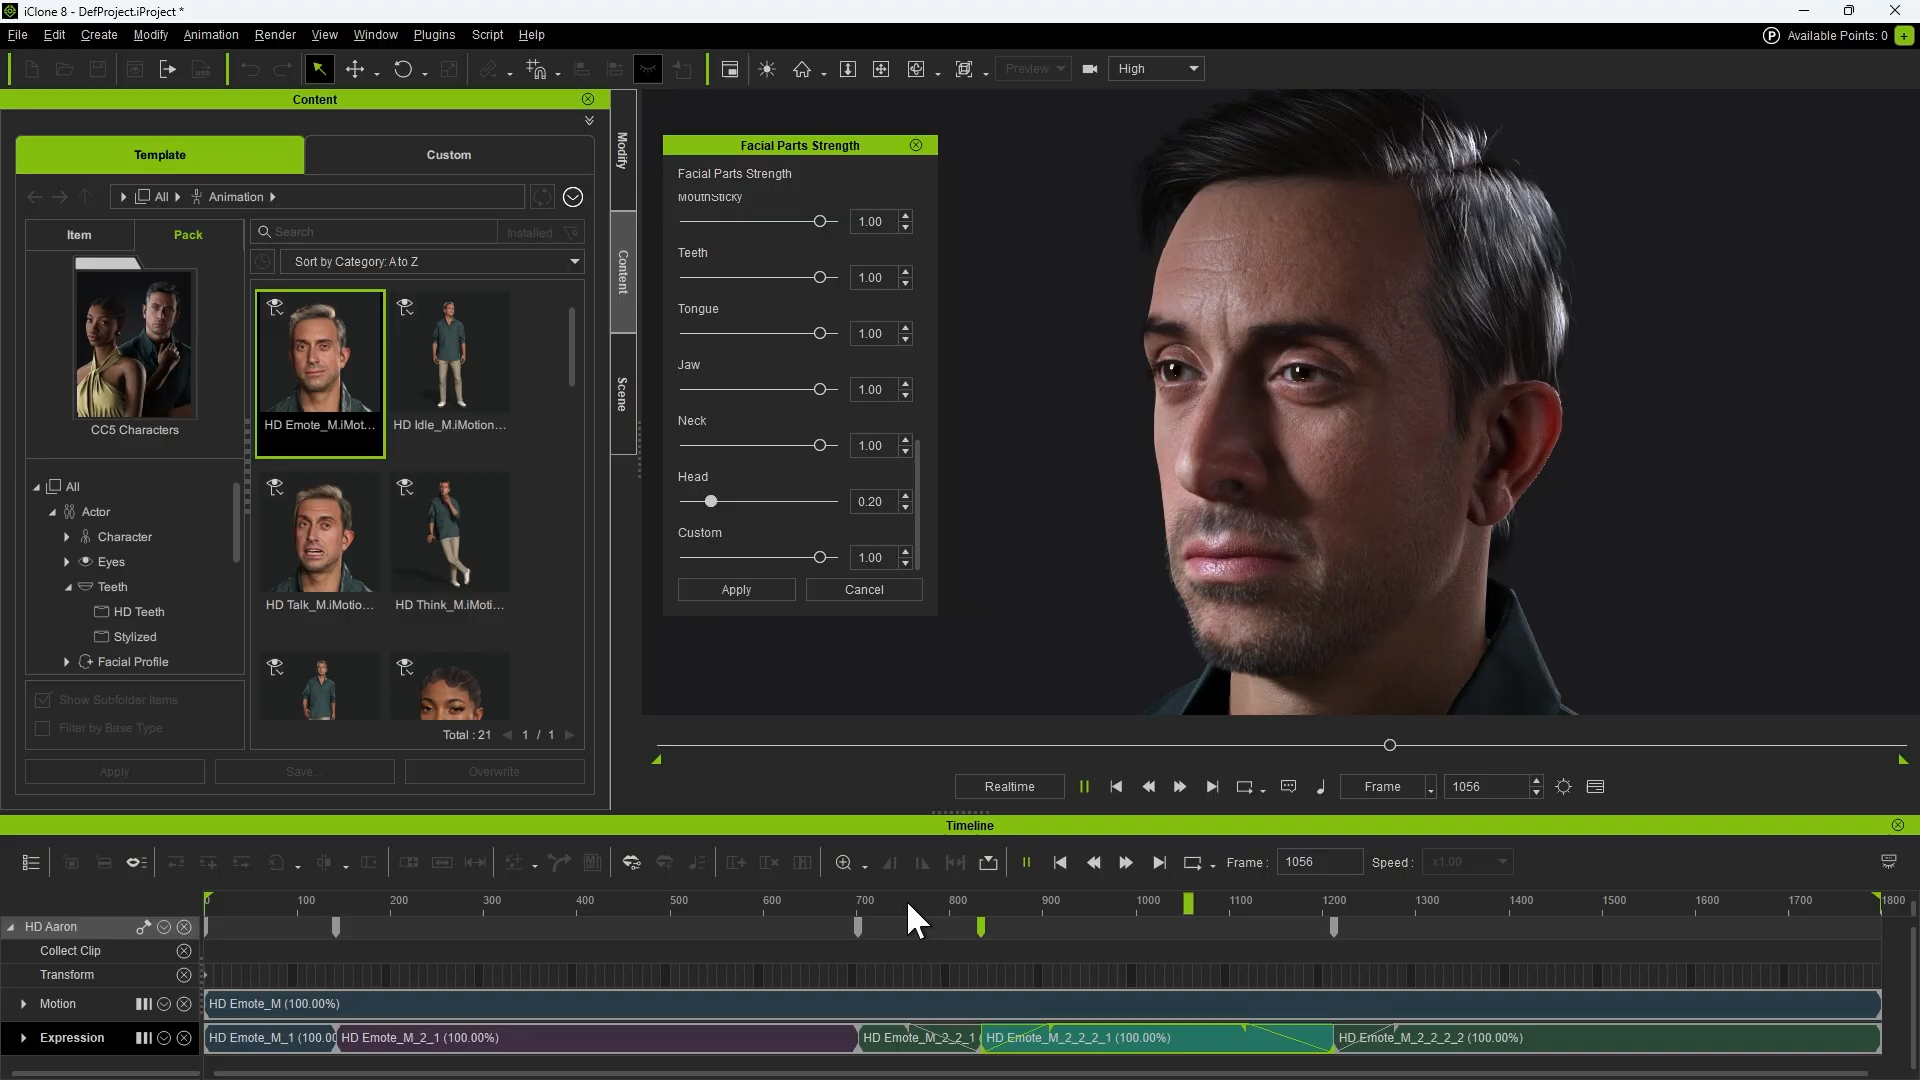 iClone 8 - DefProject.iProject *
File Edit Create Modify Animation Render View Window Plugins Script Help
Available Points: 0
Preview
High
Content
Template
Custom
All
Animation
Item
Pack
Search
Installed
Sort by Category: A to Z
CC5 Characters
HD Emote_M.iMot...
HD Idle_M.iMotion...
HD Talk_M.iMotio...
HD Think_M.iMoti...
All
Actor
Character
Eyes
Teeth
HD Teeth
Stylized
Facial Profile
Show Subfolder Items
Filter by Base Type
Total : 21
1 / 1
Apply
Save...
Overwrite
Modify
Content
Scene
Facial Parts Strength
Facial Parts Strength
MouthSticky
1.00
Teeth
1.00
Tongue
1.00
Jaw
1.00
Neck
1.00
Head
0.20
Custom
1.00
Apply
Cancel
Realtime
Frame
1056
Timeline
Frame :
1056
Speed :
x1.00
0 100 200 300 400 500 600 700 800 900 1000 1100 1200 1300 1400 1500 1600 1700 1800
HD Aaron
Collect Clip
Transform
Motion
HD Emote_M (100.00%)
Expression
HD Emote_M_1 (100.00
HD Emote_M_2_1 (100.00%)
HD Emote_M_2_2_1 (
HD Emote_M_2_2_2_1 (100.00%)
HD Emote_M_2_2_2_2 (100.00%)